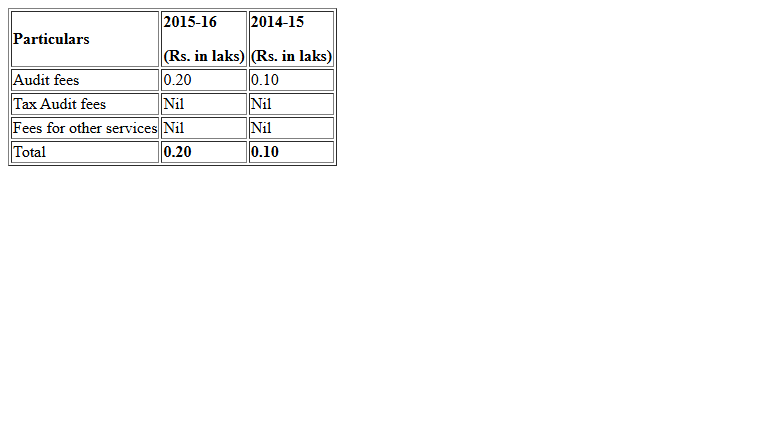 Particulars 2015-16 2014-15
(Rs. in laks) (Rs. in laks)
Audit fees 0.20 0.10
Tax Audit fees Nil Nil
Fees for other services Nil Nil
Total 0.20 0.10